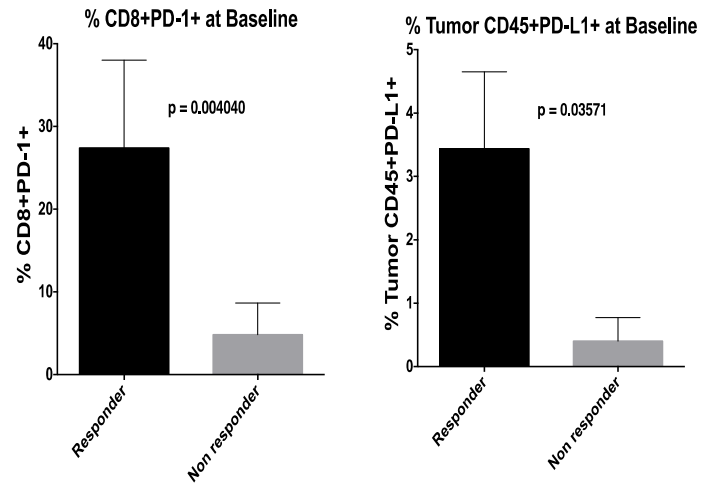 % CD8+PD-1+ at Baseline
% CD8+PD-1+
40
30
20
10
0
p = 0.004040
Responder
Non responder
% Tumor CD45+PD-L1+ at Baseline
% Tumor CD45+PD-L1+
5
4
3
2
1
0
p = 0.03571
Responder
Non responder